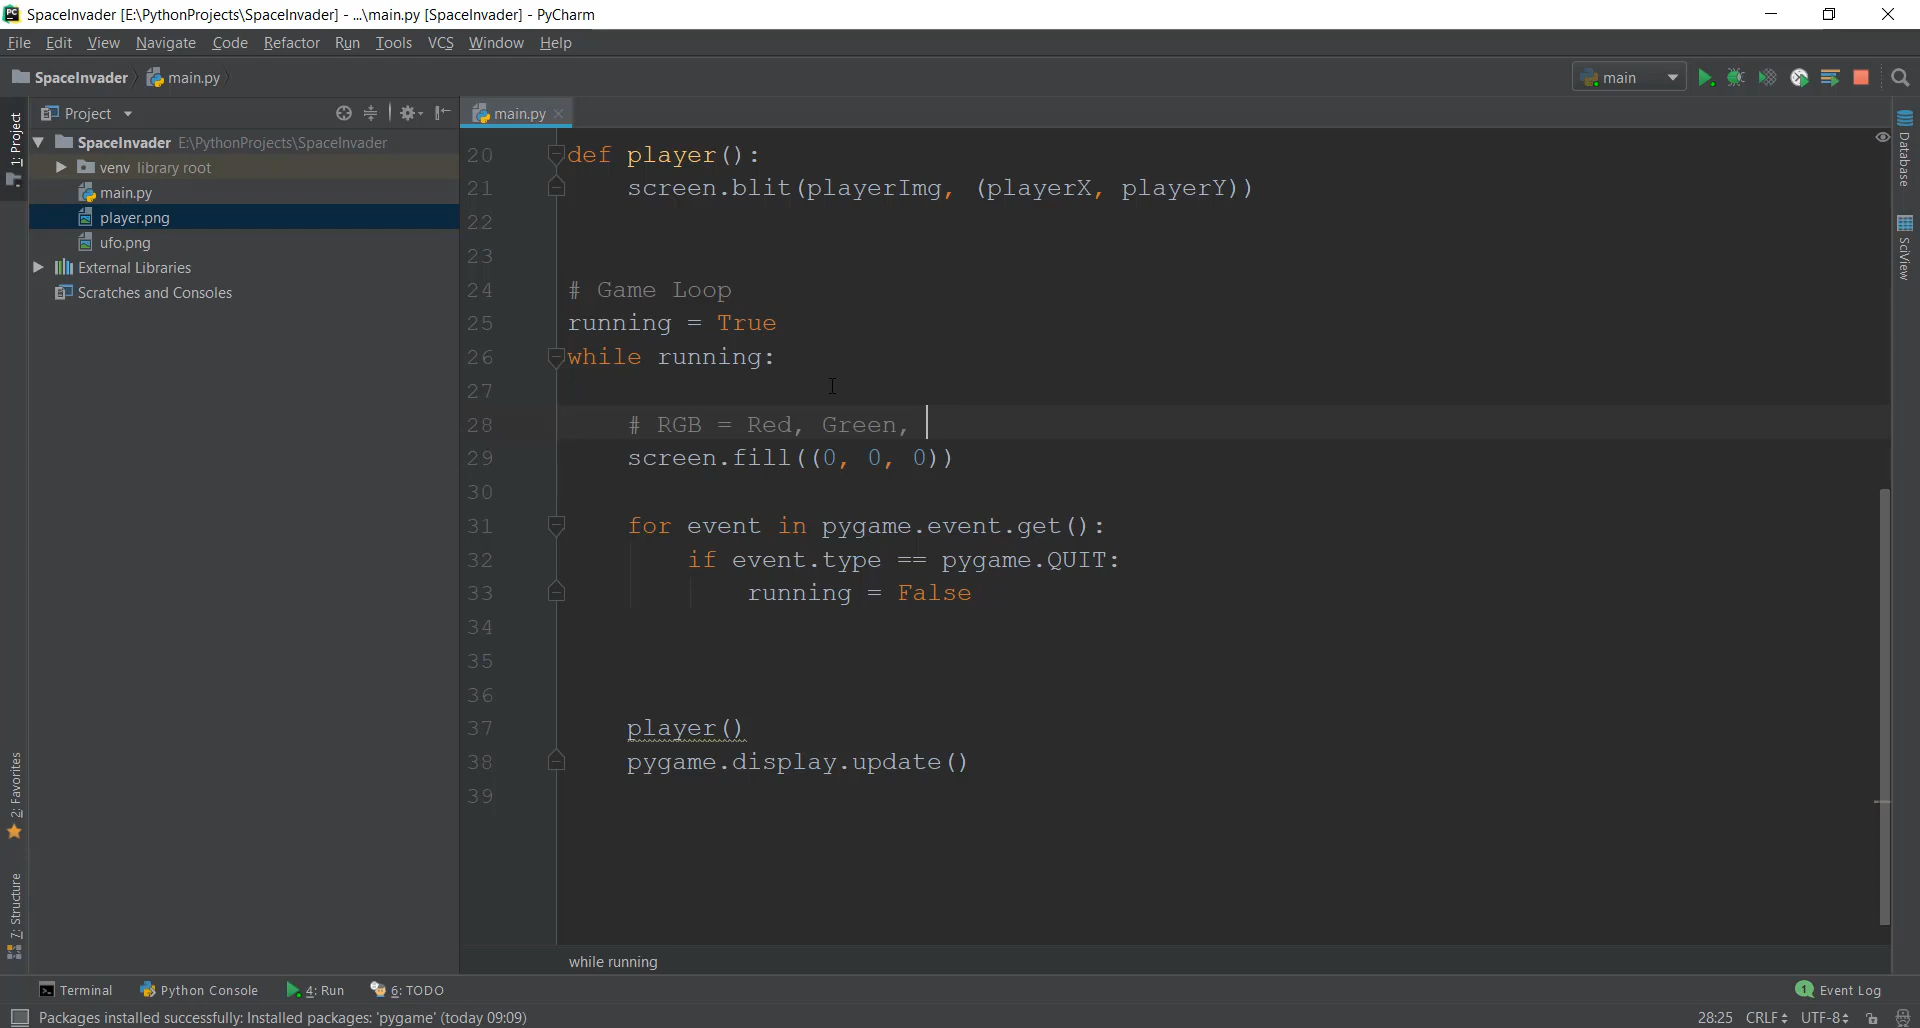 SpaceInvader [E:\PythonProjects\SpaceInvader] - ...\main.py [SpaceInvader] - PyCharm
File Edit View Navigate Code Refactor Run Tools VCS Window Help
SpaceInvader main.py
main
1: Project
Project
main.py
SpaceInvader E:\PythonProjects\SpaceInvader
venv library root
main.py
player.png
ufo.png
External Libraries
Scratches and Consoles
20 def player():
21 screen.blit(playerImg, (playerX, playerY))
22
23
24 # Game Loop
25 running = True
26 while running:
27
28 # RGB = Red, Green,
29 screen.fill((0, 0, 0))
30
31 for event in pygame.event.get():
32 if event.type == pygame.QUIT:
33 running = False
34
35
36
37 player()
38 pygame.display.update()
39
while running
Database
SciView
2: Favorites
7: Structure
Terminal Python Console 4: Run 6: TODO
1 Event Log
Packages installed successfully: Installed packages: 'pygame' (today 09:09)
28:25 CRLF UTF-8